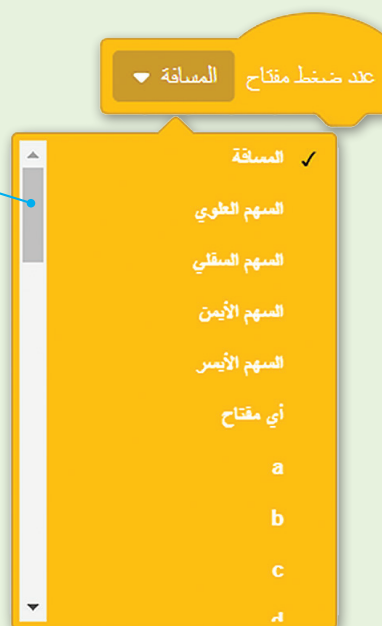 عند ضغط مفتاح المسافة
المسافة
السهم العلوي
السهم السفلي
السهم الأيمن
السهم الأيسر
أي مفتاح
a
b
c
d